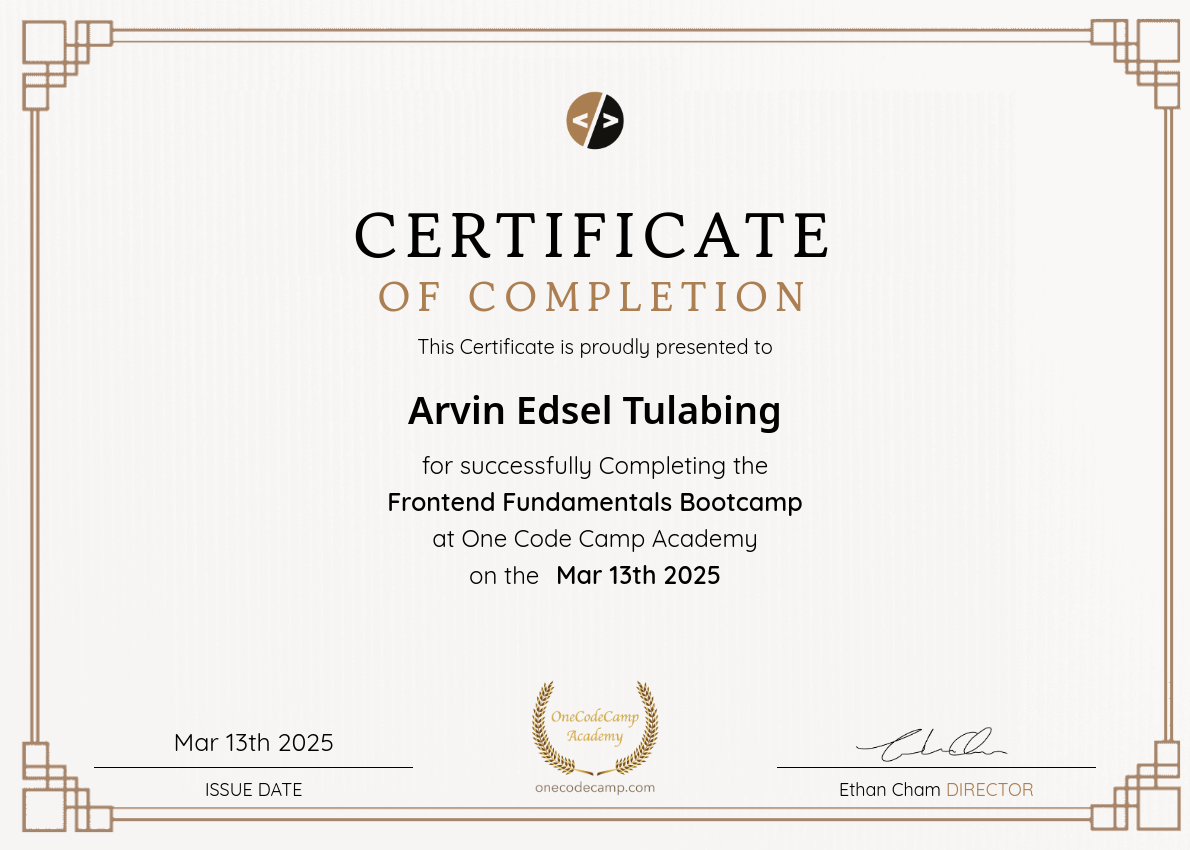 < / >
CERTIFICATE
OF COMPLETION
This Certificate is proudly presented to
Arvin Edsel Tulabing
for successfully Completing the
Frontend Fundamentals Bootcamp
at One Code Camp Academy
on the Mar 13th 2025
OneCodeCamp
Academy
onecodecamp.com
Mar 13th 2025
ISSUE DATE
Ethan Cham DIRECTOR